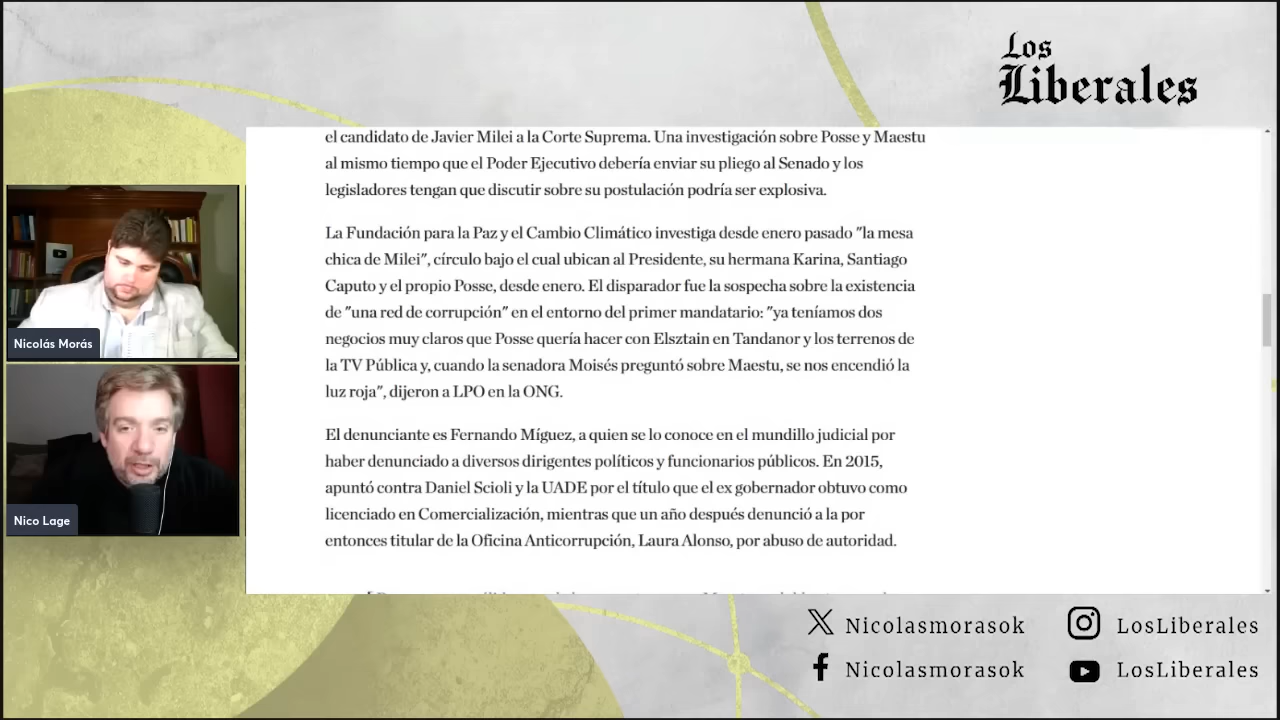 Los
Liberales
el candidato de Javier Milei a la Corte Suprema. Una investigación sobre Posse y Maestu
al mismo tiempo que el Poder Ejecutivo debería enviar su pliego al Senado y los
legisladores tengan que discutir sobre su postulación podría ser explosiva.
La Fundación para la Paz y el Cambio Climático investiga desde enero pasado "la mesa
chica de Milei", círculo bajo el cual ubican al Presidente, su hermana Karina, Santiago
Caputo y el propio Posse, desde enero. El disparador fue la sospecha sobre la existencia
de "una red de corrupción" en el entorno del primer mandatario: "ya teníamos dos
negocios muy claros que Posse quería hacer con Elsztain en Tandanor y los terrenos de
la TV Pública y, cuando la senadora Moisés preguntó sobre Maestu, se nos encendió la
luz roja", dijeron a LPO en la ONG.
El denunciante es Fernando Míguez, a quien se lo conoce en el mundillo judicial por
haber denunciado a diversos dirigentes políticos y funcionarios públicos. En 2015,
apuntó contra Daniel Scioli y la UADE por el título que el ex gobernador obtuvo como
licenciado en Comercialización, mientras que un año después denunció a la por
entonces titular de la Oficina Anticorrupción, Laura Alonso, por abuso de autoridad.
Nicolás Morás
Nico Lage
Nicolasmorasok
LosLiberales
Nicolasmorasok
LosLiberales